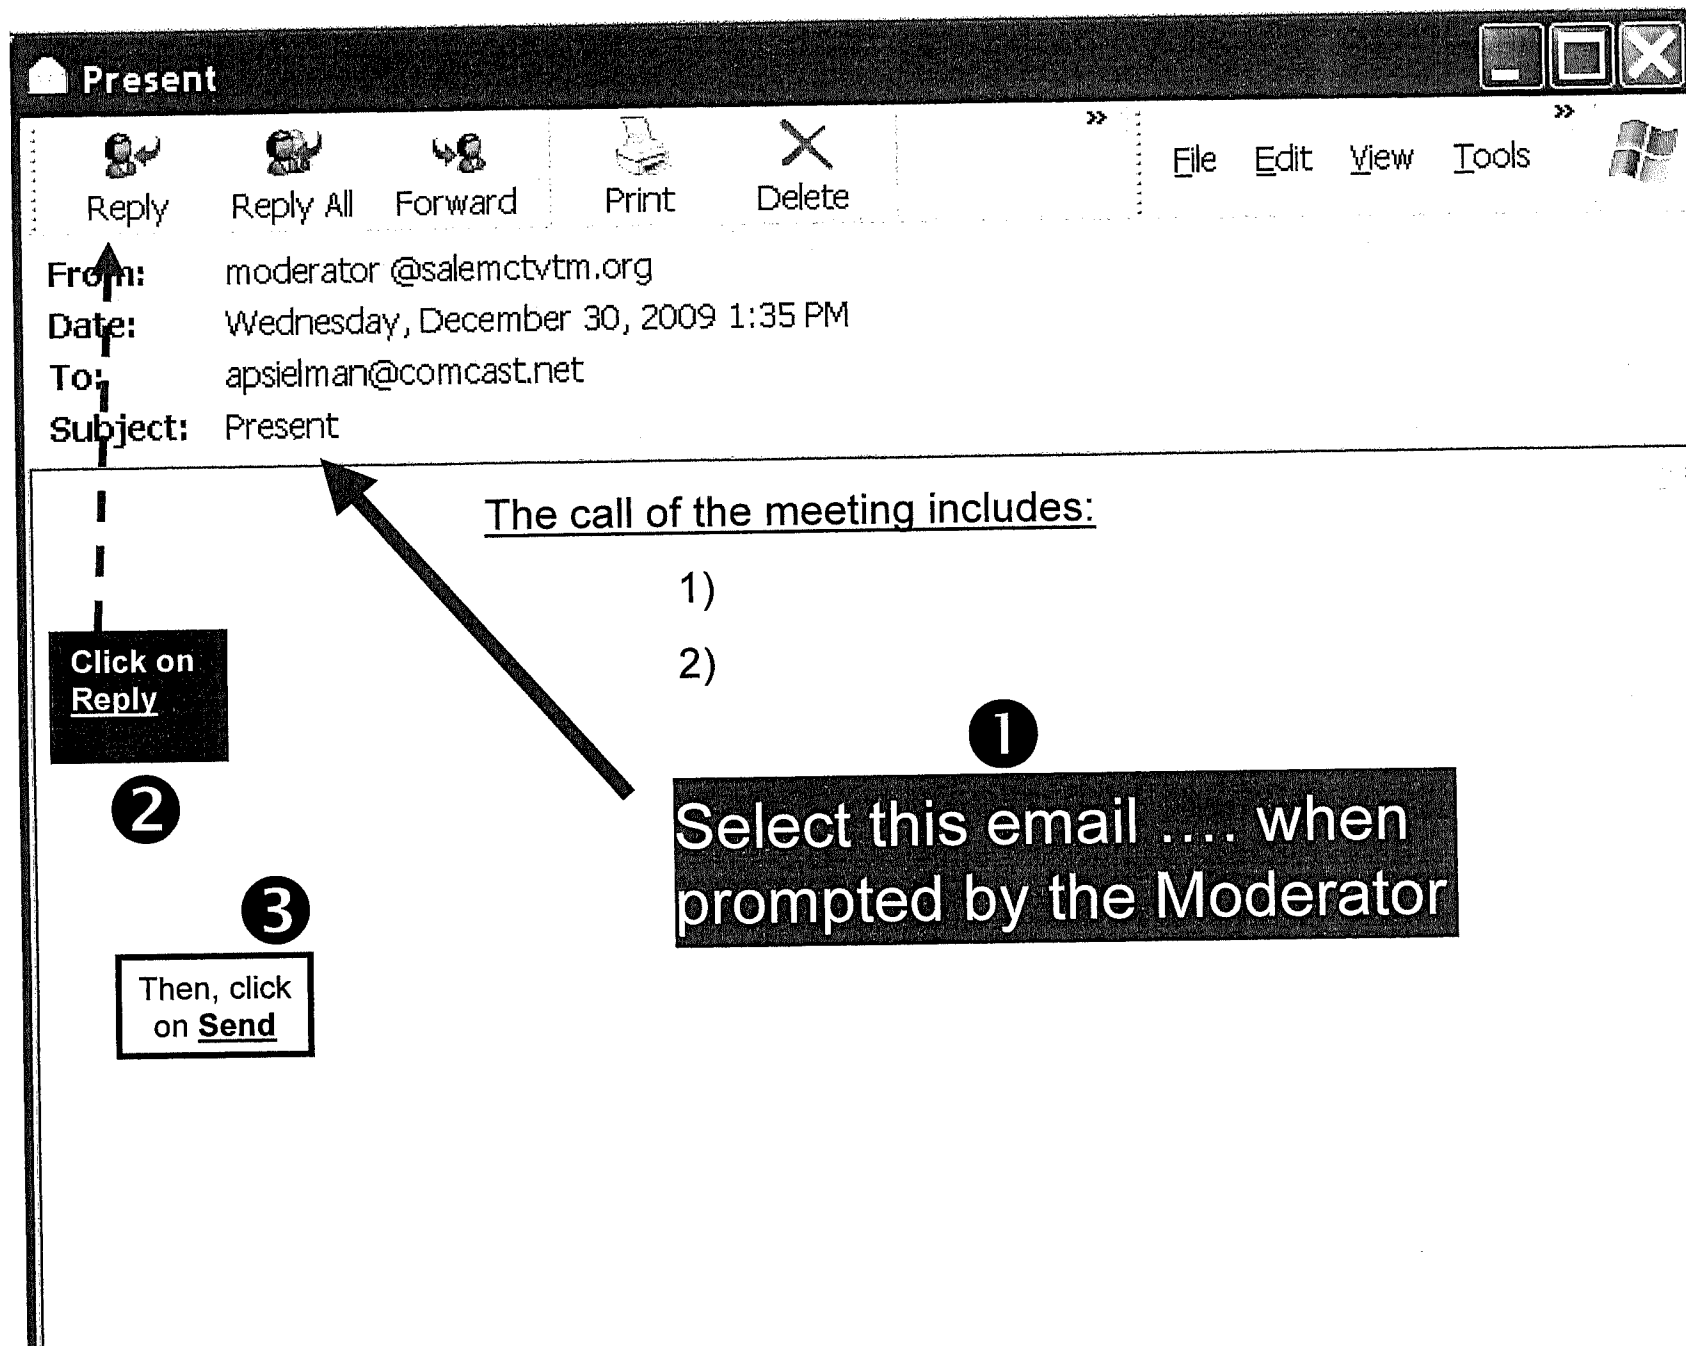 Present
»
»
Reply Reply All Forward Print Delete File Edit View Tools
From: moderator @salemctvtm.org
Date: Wednesday, December 30, 2009 1:35 PM
To: apsielman@comcast.net
Subject: Present
The call of the meeting includes:
1)
2)
Click on
Reply
2
1
Select this email .... when
prompted by the Moderator
3
Then, click
on Send